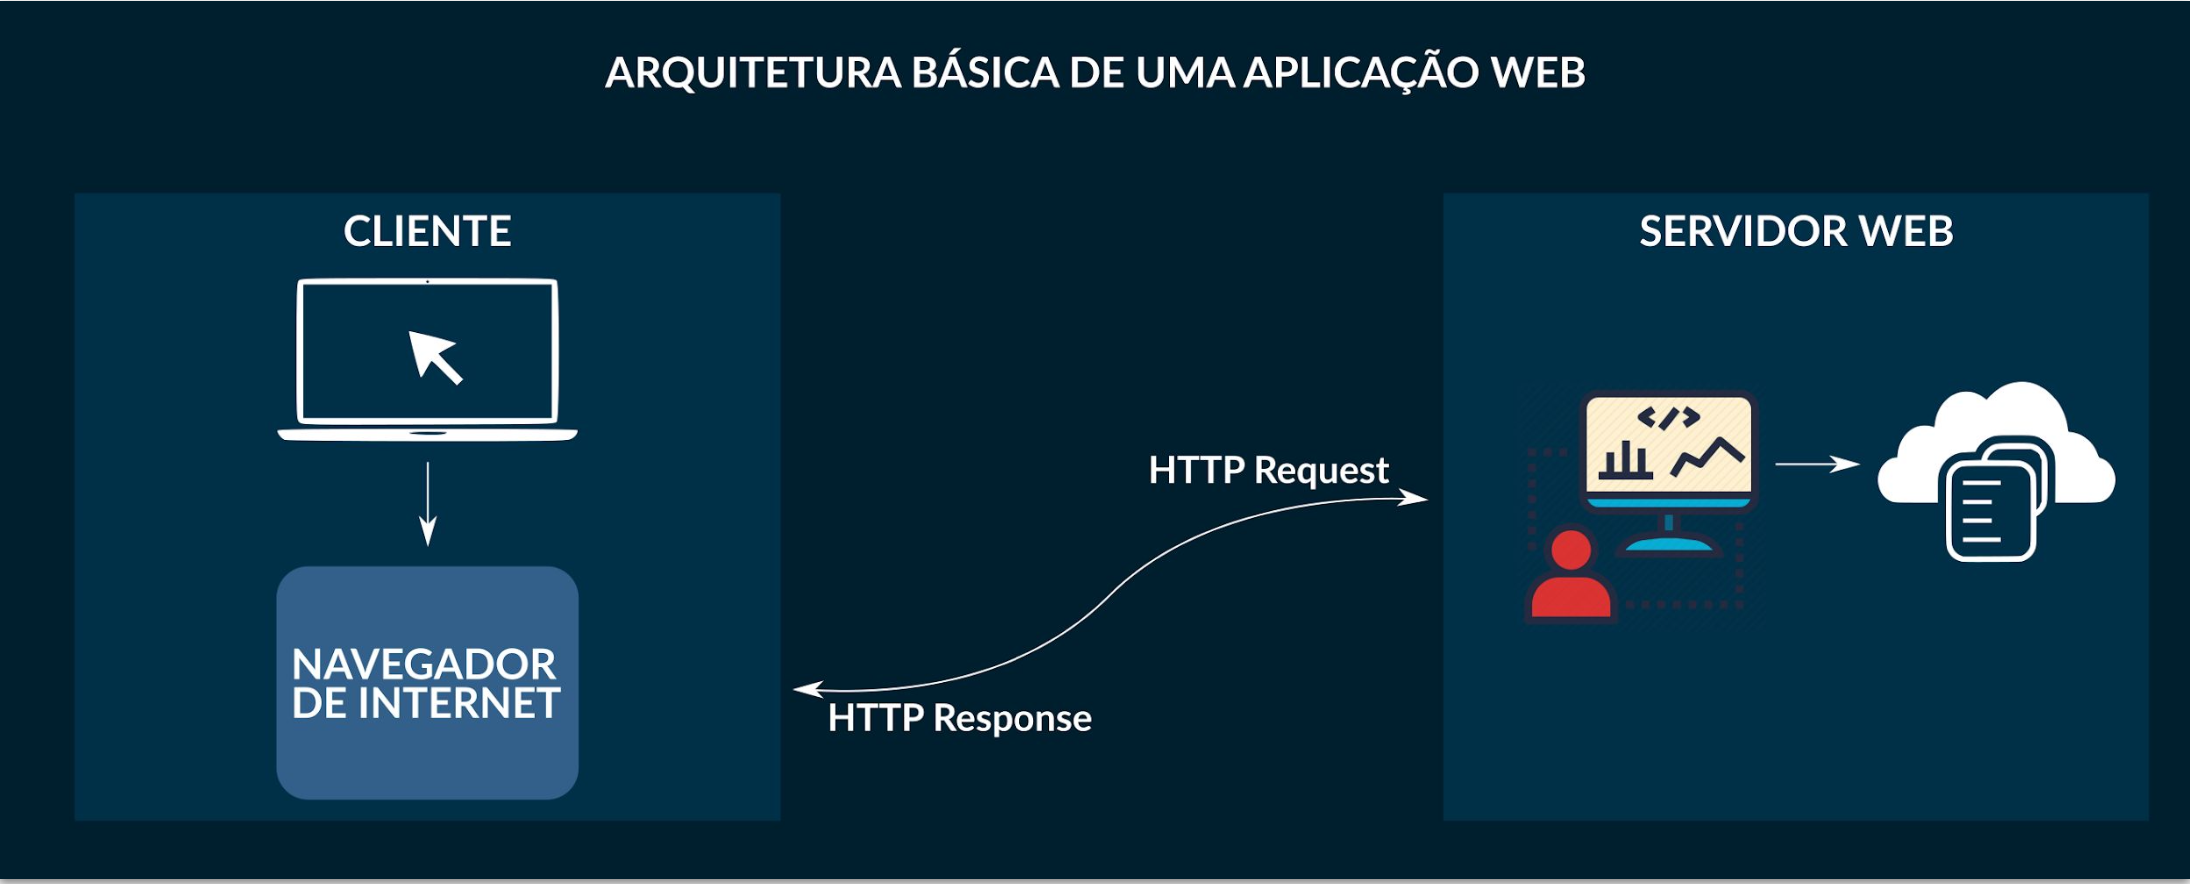 ARQUITETURA BÁSICA DE UMA APLICAÇÃO WEB
CLIENTE
NAVEGADOR
DE INTERNET
HTTP Request
HTTP Response
SERVIDOR WEB
</>